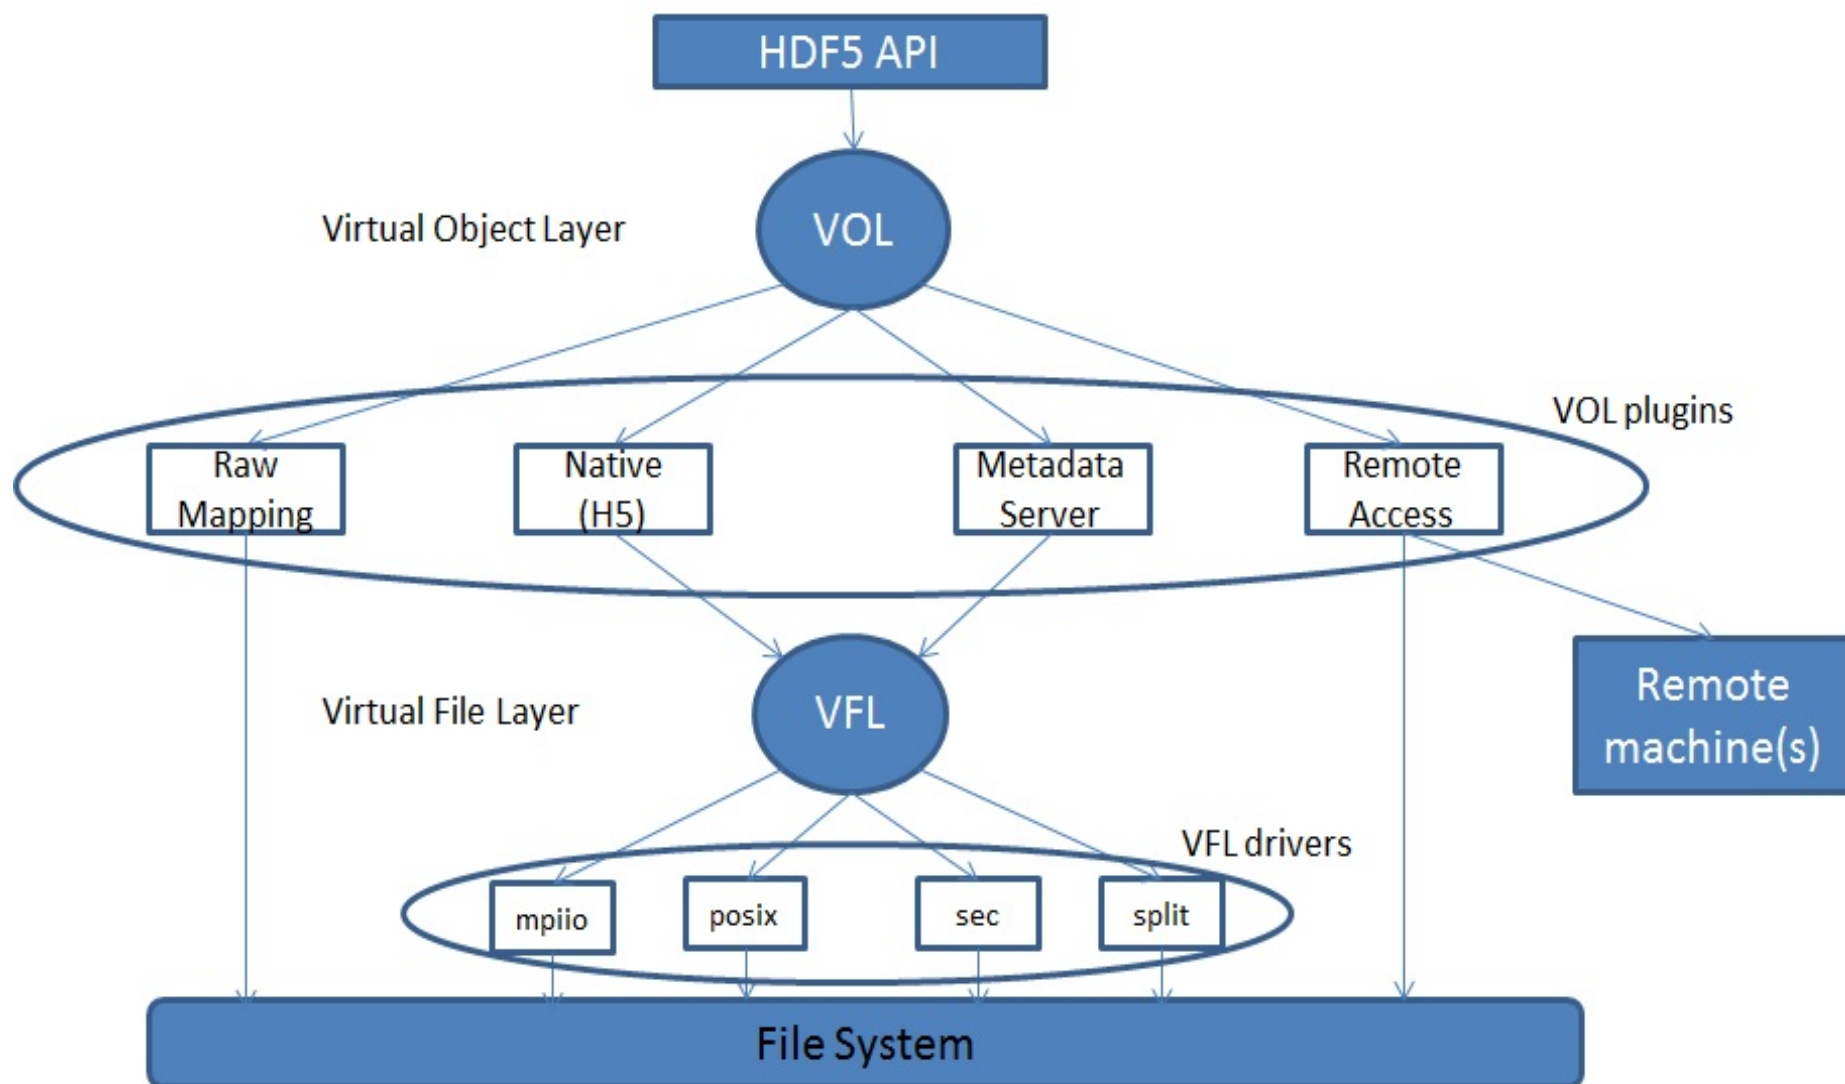 HDF5 API
Virtual Object Layer
VOL
VOL plugins
Raw
Mapping
Native
(H5)
Metadata
Server
Remote
Access
Virtual File Layer
VFL
Remote
machine(s)
VFL drivers
mpiio
posix
sec
split
File System